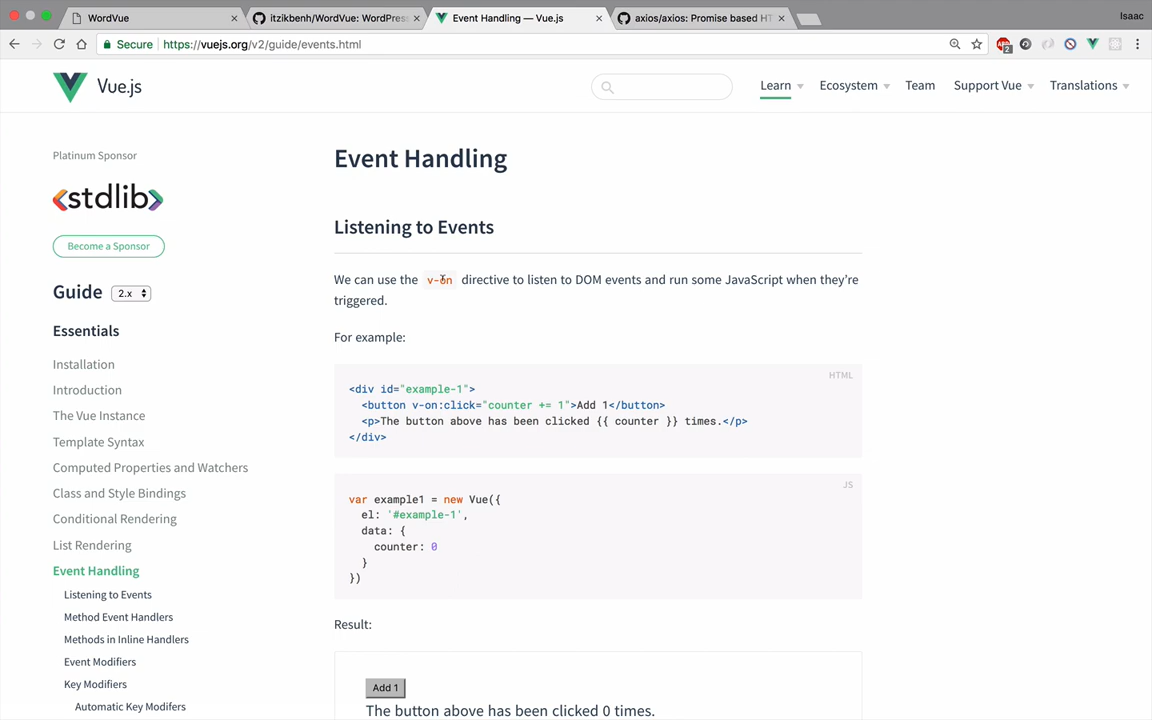 WordVue
itzikbenh/WordVue: WordPres
Event Handling — Vue.js
axios/axios: Promise based HT
Isaac
Secure
https://vuejs.org/v2/guide/events.html
2
Vue.js
Learn
Ecosystem
Team
Support Vue
Translations
Platinum Sponsor
<stdlib>
Become a Sponsor
Guide
2.x
Essentials
Installation
Introduction
The Vue Instance
Template Syntax
Computed Properties and Watchers
Class and Style Bindings
Conditional Rendering
List Rendering
Event Handling
Listening to Events
Method Event Handlers
Methods in Inline Handlers
Event Modifiers
Key Modifiers
Automatic Key Modifers
Event Handling
Listening to Events
We can use the v-on directive to listen to DOM events and run some JavaScript when they're
triggered.
For example:
HTML
<div id="example-1">
<button v-on:click="counter += 1">Add 1</button>
<p>The button above has been clicked {{ counter }} times.</p>
</div>
JS
var example1 = new Vue({
el: '#example-1',
data: {
counter: 0
}
})
Result:
Add 1
The button above has been clicked 0 times.